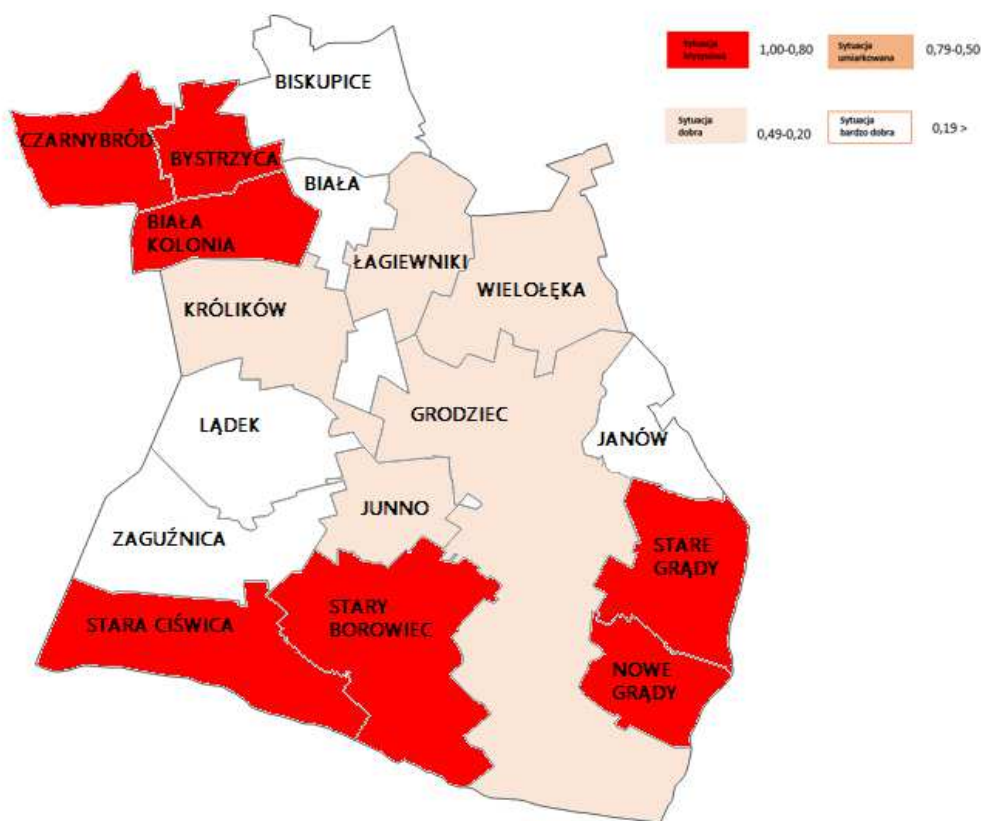 Sytuacja
1,00-0,80
Sytuacja
umiarkowana
0,79-0,50
Sytuacja
dobra
0,49-0,20
Sytuacja
bardzo dobra
0,19 >
BISKUPICE
CZARNYBRÓD
BYSTRZYCA
BIAŁA
BIAŁA
KOLONIA
ŁAGIEWNIKI
WIELOŁĘKA
KRÓLIKÓW
GRODZIEC
LĄDEK
JANÓW
JUNNO
ZAGUŹNICA
STARE
GRĄDY
STARY
BOROWIEC
STARA CIŚWICA
NOWE
GRĄDY